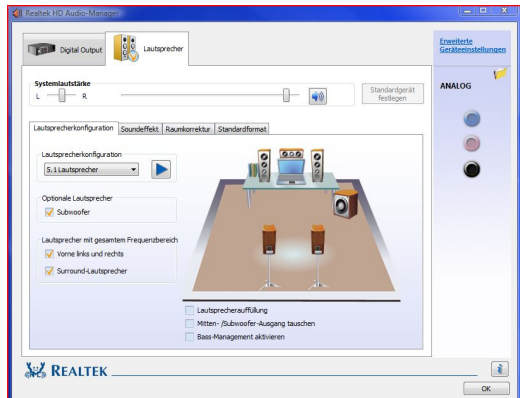 Realtek HD Audio-Manager
Digital Output
Lautsprecher
Erweiterte
Geräteeinstellungen
Systemlautstärke
L
R
Standardgerät
festlegen
ANALOG
Lautsprecherkonfiguration
Soundeffekt
Raumkorrektur
Standardformat
Lautsprecherkonfiguration
5.1 Lautsprecher
Optionale Lautsprecher
Subwoofer
Lautsprecher mit gesamtem Frequenzbereich
Vorne links und rechts
Surround-Lautsprecher
Lautsprecherauffüllung
Mitten- /Subwoofer-Ausgang tauschen
Bass-Management aktivieren
REALTEK
OK